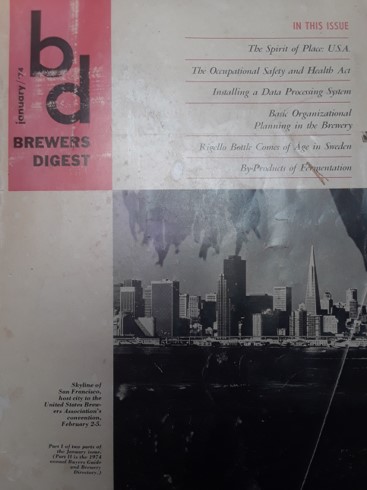 bd
january/'74
BREWERS
DIGEST
IN THIS ISSUE
The Spirit of Place: U.S.A.
The Occupational Safety and Health Act
Installing a Data Processing System
Basic Organizational
Planning in the Brewery
Rigello Bottle Comes of Age in Sweden
By-Products of Fermentation
Skyline of
San Francisco,
host city to the
United States Brew-
ers Association's
convention,
February 2-5.
Part I of two parts of
the January issue.
(Part II is the 1974
annual Buyers Guide
and Brewery
Directory.)